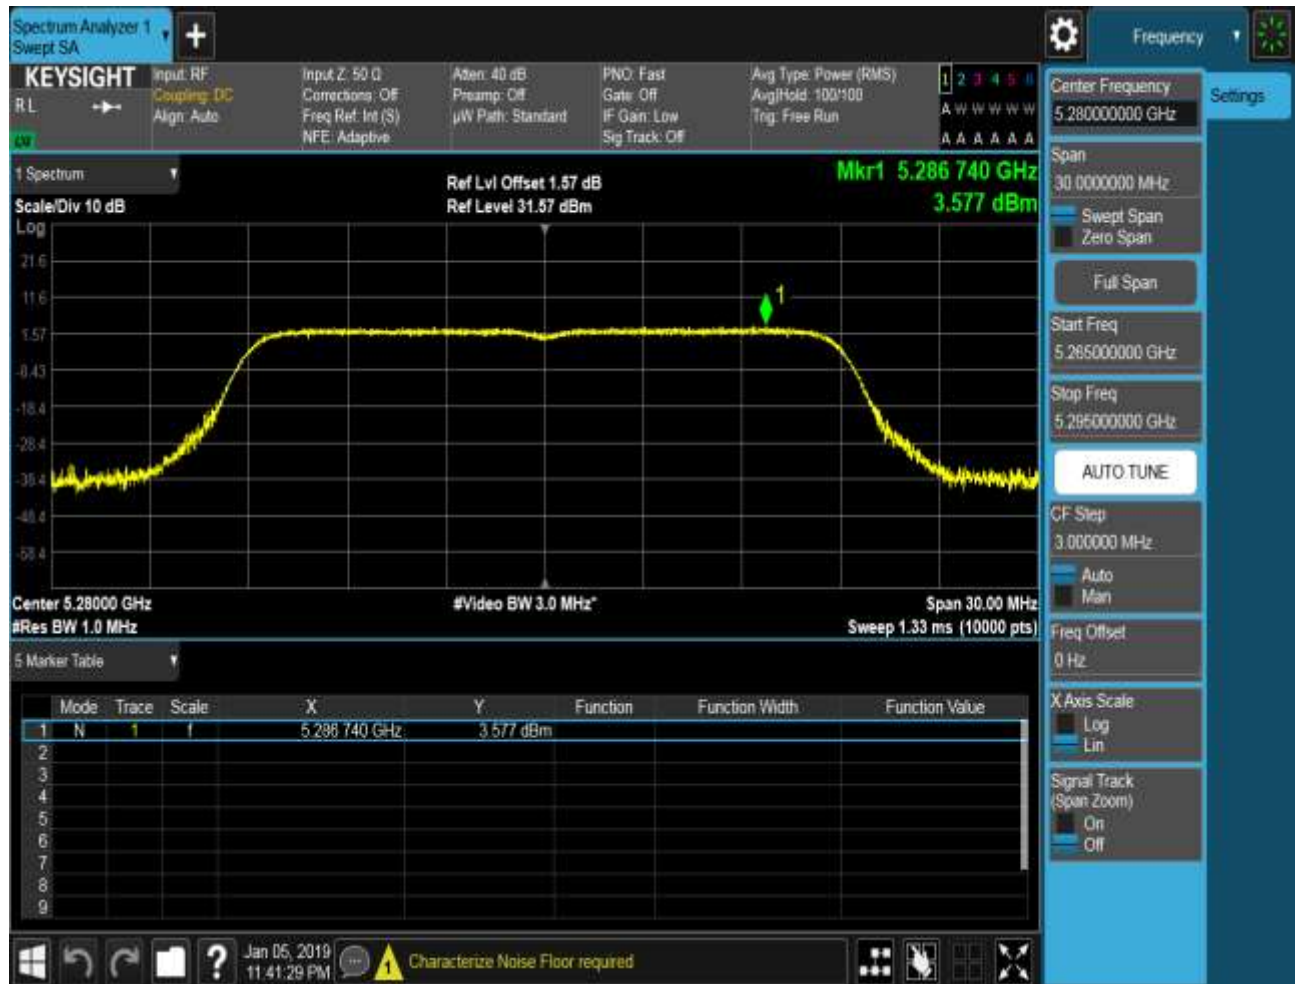 Spectrum Analyzer 1
Swept SA
+
Frequency
KEYSIGHT
RL
Input: RF
Coupling: DC
Align: Auto
Input Z: 50 Ω
Corrections: Off
Freq Ref: Int (S)
NFE: Adaptive
Atten: 40 dB
Preamp: Off
µW Path: Standard
PNO: Fast
Gate: Off
IF Gain: Low
Sig Track: Off
Avg Type: Power (RMS)
Avg|Hold: 100/100
Trig: Free Run
1 2 3 4 5 6
A W W W W W
A A A A A A
1 Spectrum
Scale/Div 10 dB
Ref Lvl Offset 1.57 dB
Ref Level 31.57 dBm
Mkr1 5.286 740 GHz
3.577 dBm
Log
21.6
11.6
1.57
-8.43
-18.4
-28.4
-38.4
-48.4
-58.4
1
Center 5.28000 GHz
#Res BW 1.0 MHz
#Video BW 3.0 MHz*
Span 30.00 MHz
Sweep 1.33 ms (10000 pts)
5 Marker Table
Mode Trace Scale X Y Function Function Width Function Value
1 N 1 f 5.286 740 GHz 3.577 dBm
2
3
4
5
6
7
8
9
Center Frequency
5.280000000 GHz
Settings
Span
30.0000000 MHz
Swept Span
Zero Span
Full Span
Start Freq
5.265000000 GHz
Stop Freq
5.295000000 GHz
AUTO TUNE
CF Step
3.000000 MHz
Auto
Man
Freq Offset
0 Hz
X Axis Scale
Log
Lin
Signal Track
(Span Zoom)
On
Off
?
Jan 05, 2019
11:41:29 PM
1
Characterize Noise Floor required